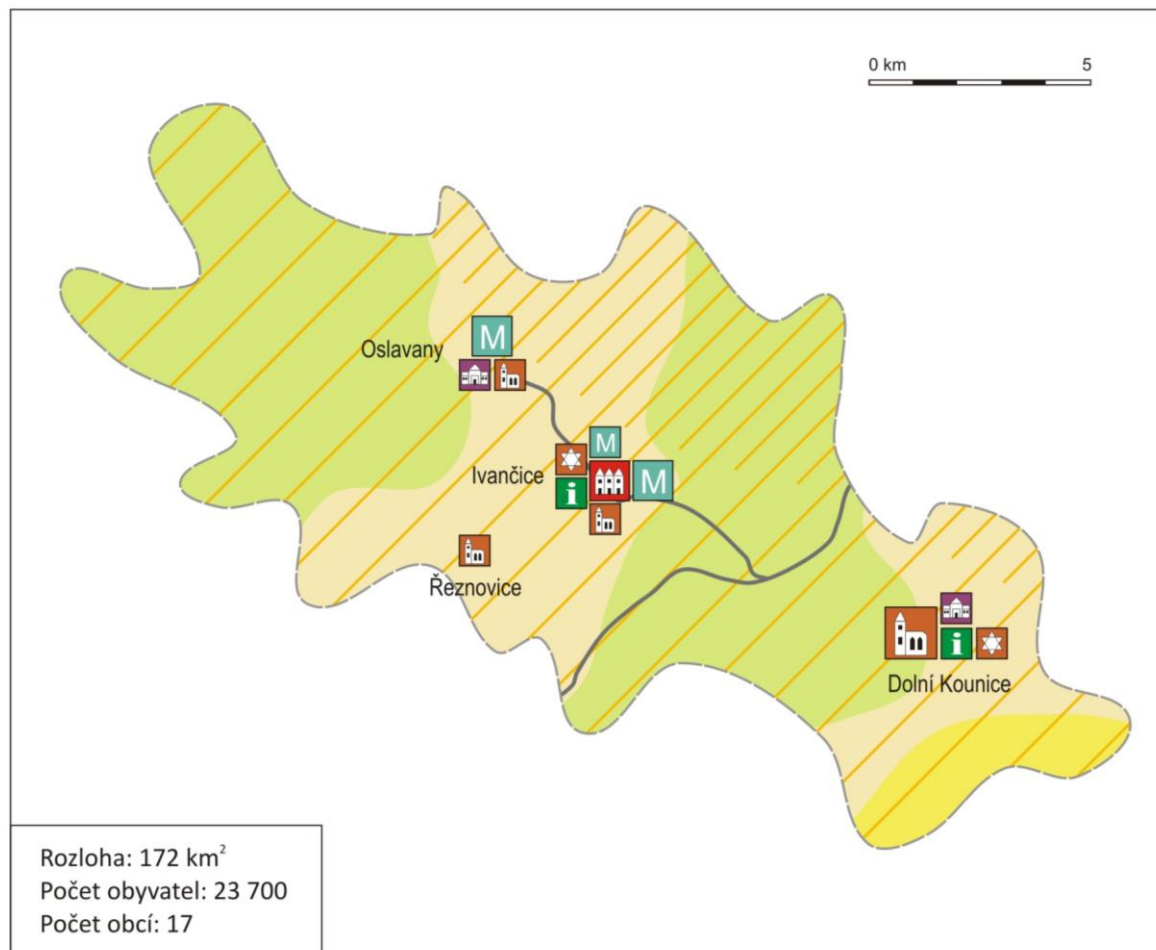 0 km 5
Oslavany
M
M
Ivančice
i
M
Řeznovice
i
Dolní Kounice
Rozloha: 172 km²
Počet obyvatel: 23 700
Počet obcí: 17